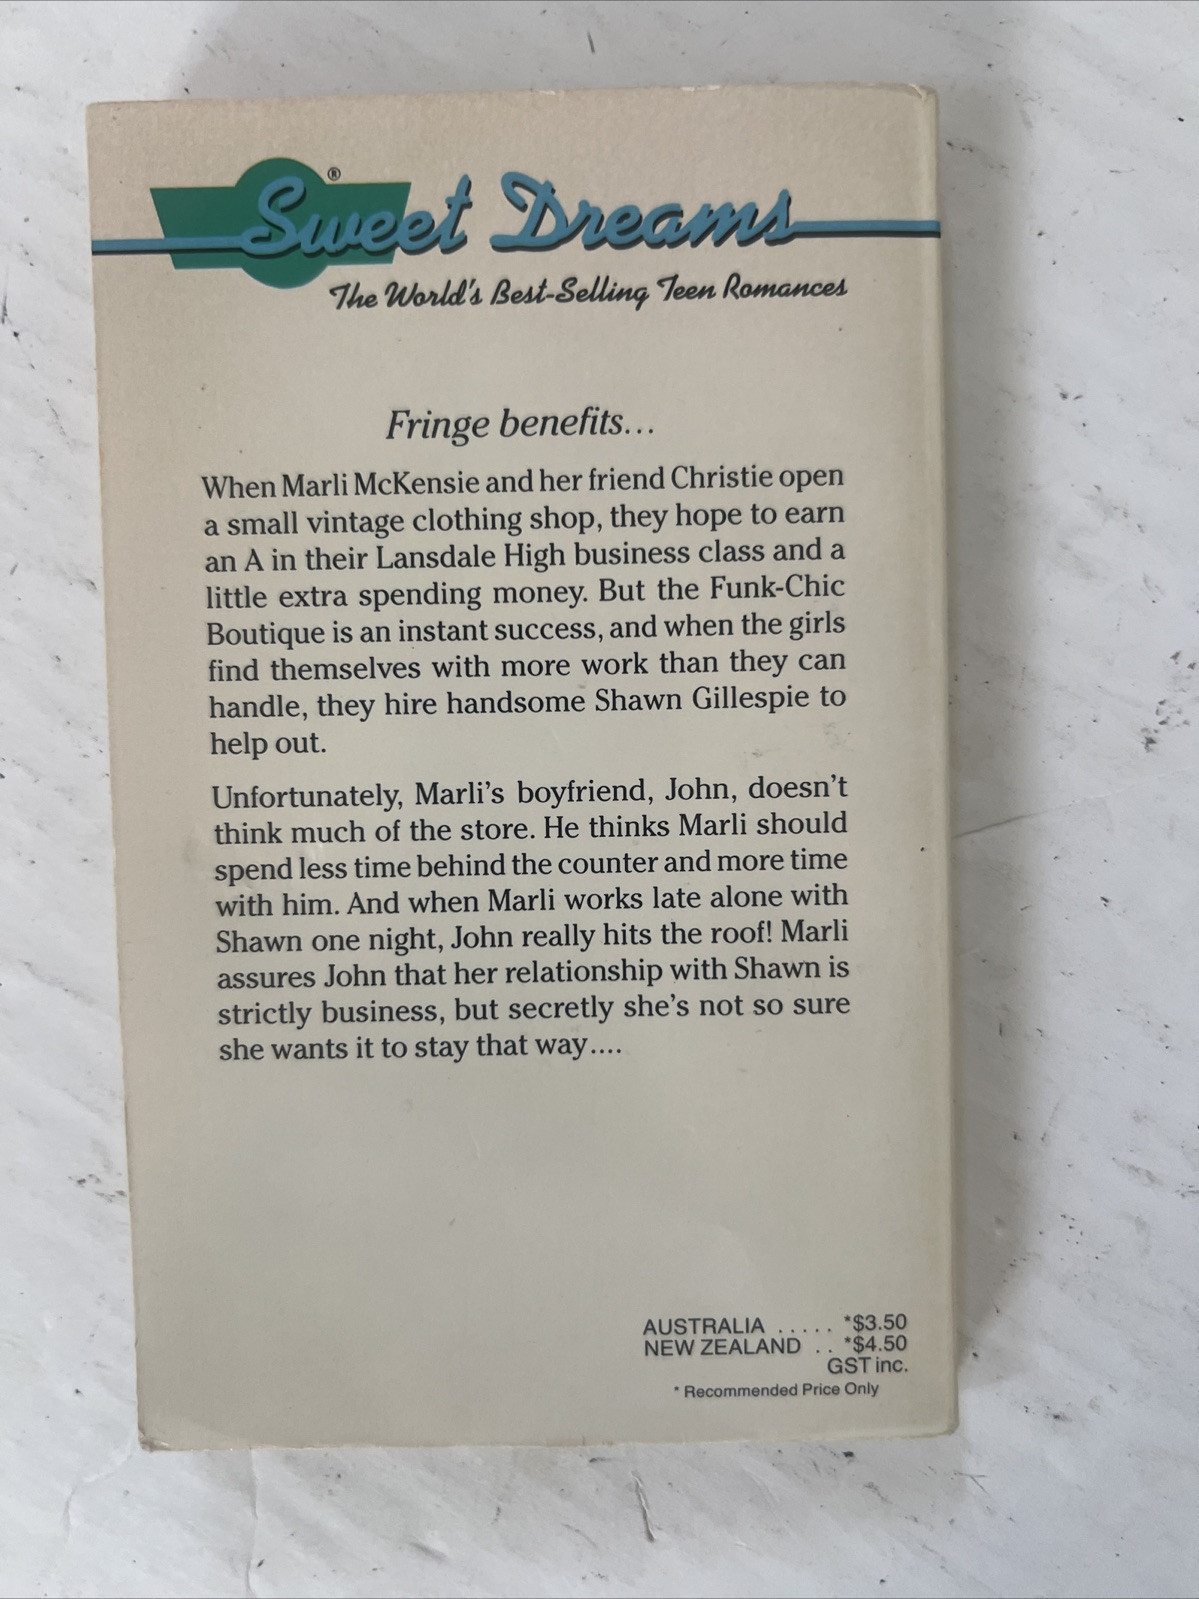 Sweet Dreams®
The World's Best-Selling Teen Romances
Fringe benefits...
When Marli McKensie and her friend Christie open
a small vintage clothing shop, they hope to earn
an A in their Lansdale High business class and a
little extra spending money. But the Funk-Chic
Boutique is an instant success, and when the girls
find themselves with more work than they can
handle, they hire handsome Shawn Gillespie to
help out.
Unfortunately, Marli's boyfriend, John, doesn't
think much of the store. He thinks Marli should
spend less time behind the counter and more time
with him. And when Marli works late alone with
Shawn one night, John really hits the roof! Marli
assures John that her relationship with Shawn is
strictly business, but secretly she's not so sure
she wants it to stay that way....
AUSTRALIA ..... *$3.50
NEW ZEALAND .. *$4.50
GST inc.
* Recommended Price Only